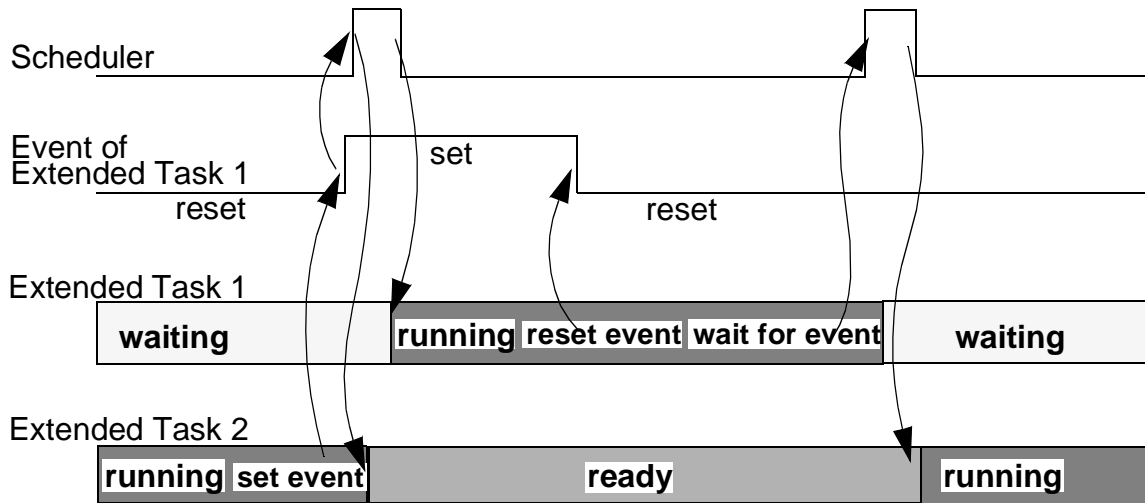 Scheduler
Event of
Extended Task 1
set
reset
reset
Extended Task 1
waiting
running reset event wait for event
waiting
Extended Task 2
running set event
ready
running